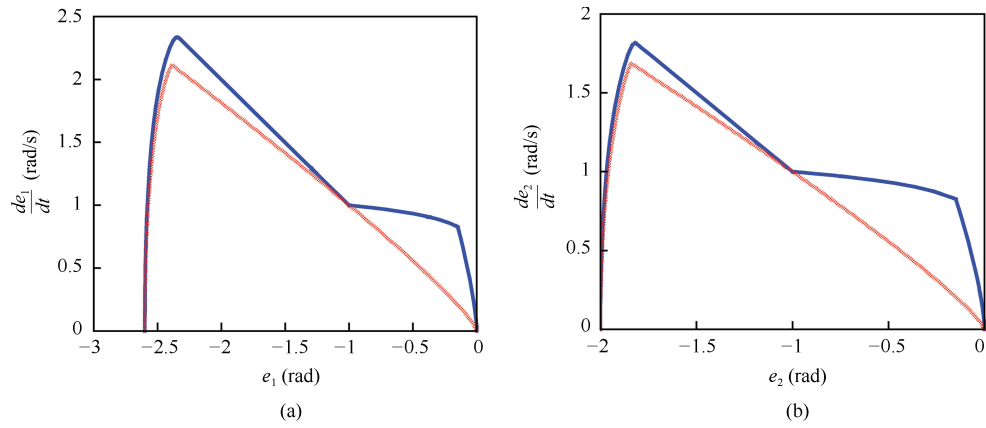 2.5
2
1.5
1
0.5
0
de₁/dt (rad/s)
−3 −2.5 −2 −1.5 −1 −0.5 0
e₁ (rad)
(a)
2
1.5
1
0.5
0
de₂/dt (rad/s)
−2 −1.5 −1 −0.5 0
e₂ (rad)
(b)